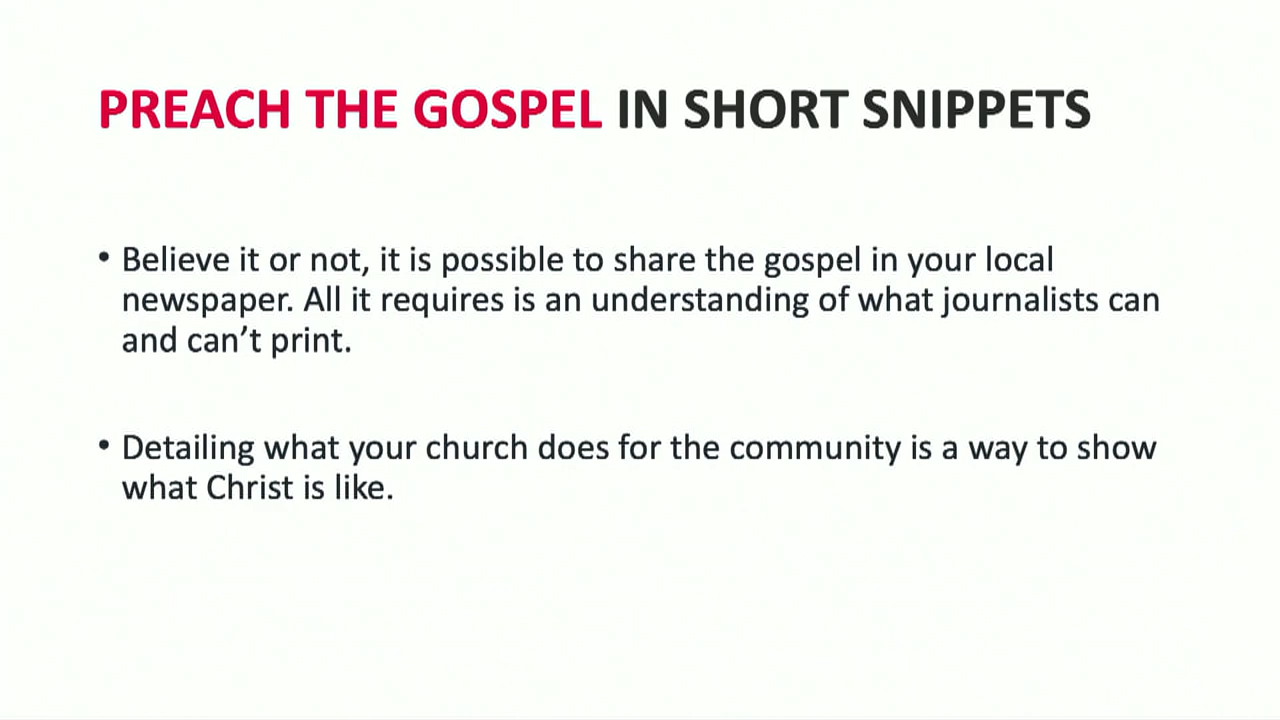 PREACH THE GOSPEL IN SHORT SNIPPETS
• Believe it or not, it is possible to share the gospel in your local
newspaper. All it requires is an understanding of what journalists can
and can’t print.
• Detailing what your church does for the community is a way to show
what Christ is like.